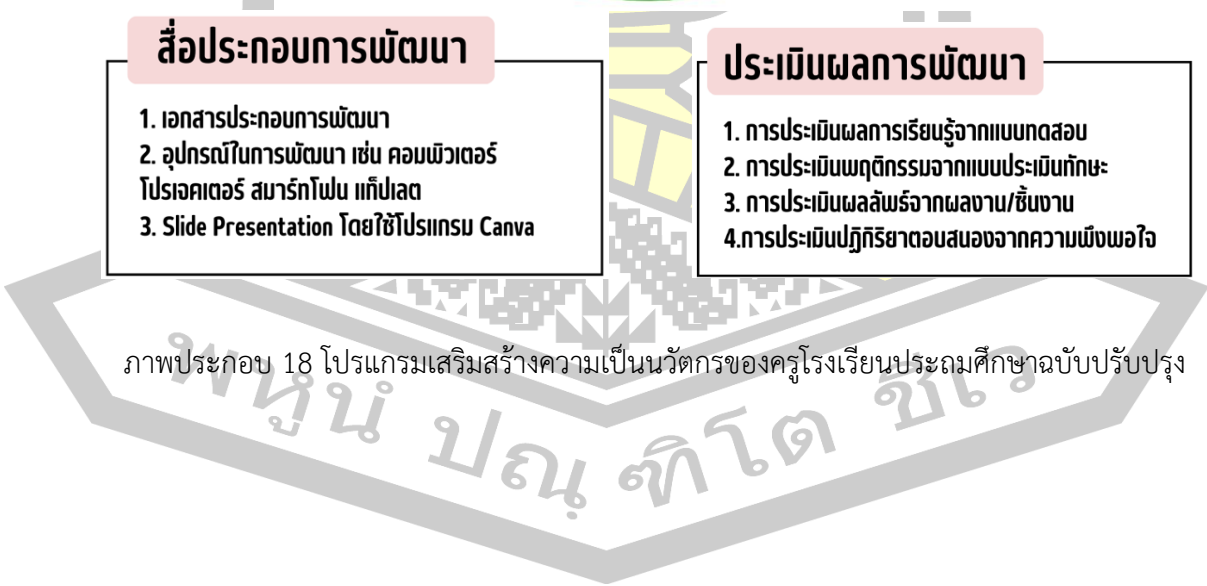 สื่อประกอบการพัฒนา
1. เอกสารประกอบการพัฒนา
2. อุปกรณ์ในการพัฒนา เช่น คอมพิวเตอร์
โปรเจคเตอร์ สมาร์ทโฟน แท็ปเลต
3. Slide Presentation โดยใช้โปรแกรม Canva
ประเมินผลการพัฒนา
1. การประเมินผลการเรียนรู้จากแบบทดสอบ
2. การประเมินพฤติกรรมจากแบบประเมินทักษะ
3. การประเมินผลลัพธ์จากผลงาน/ชิ้นงาน
4.การประเมินปฏิกิริยาตอบสนองจากความพึงพอใจ
ภาพประกอบ 18 โปรแกรมเสริมสร้างความเป็นนวัตกรของครูโรงเรียนประถมศึกษาฉบับปรับปรุง
พหูนํ ปณฺฑิโต ชีเว